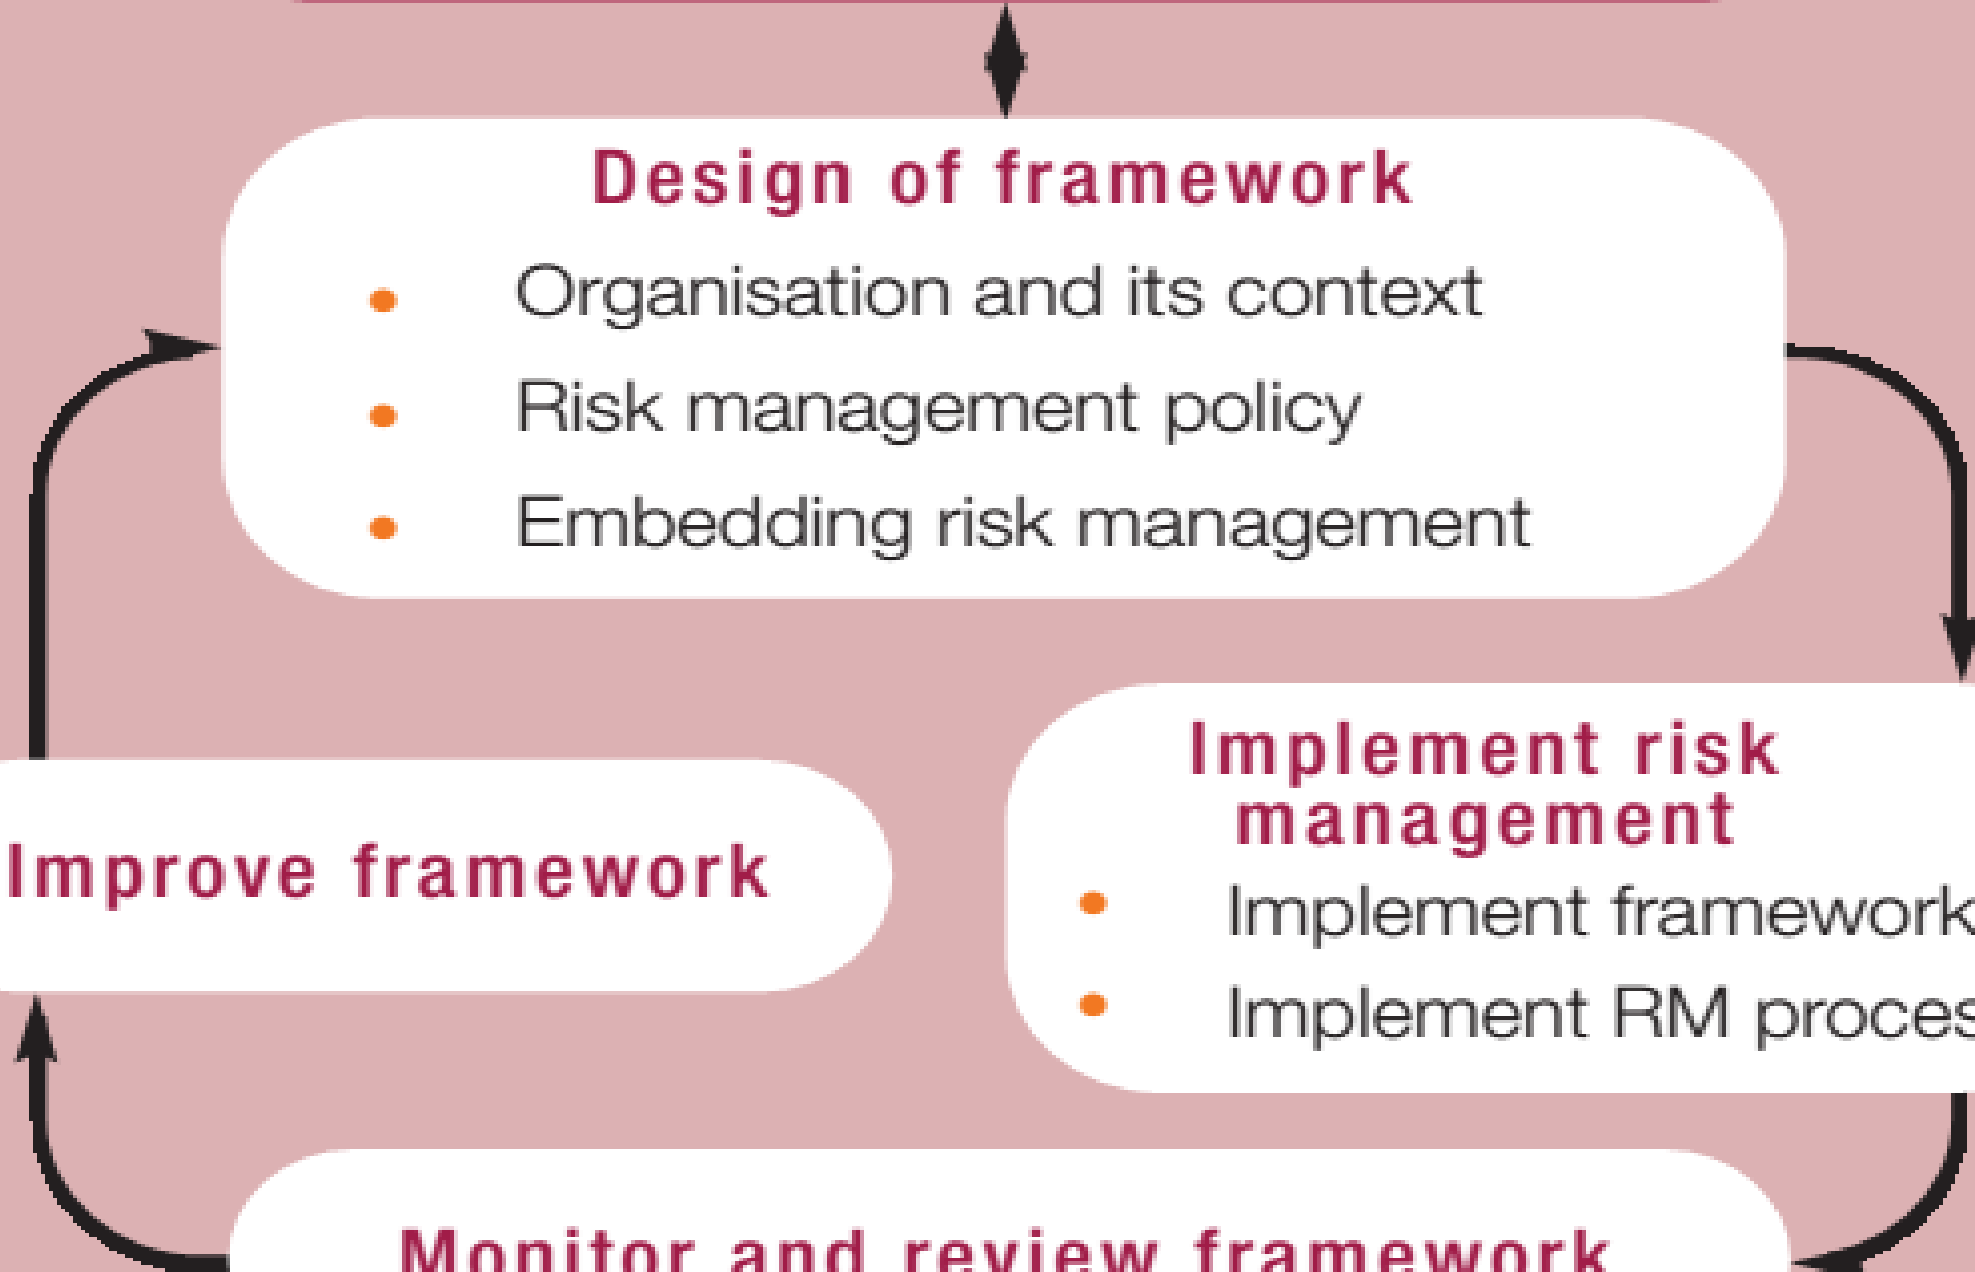 Design of framework
Organisation and its context
Risk management policy
Embedding risk management
Implement risk
management
Improve framework
Implement framework
Implement RM
Monitor and review framework